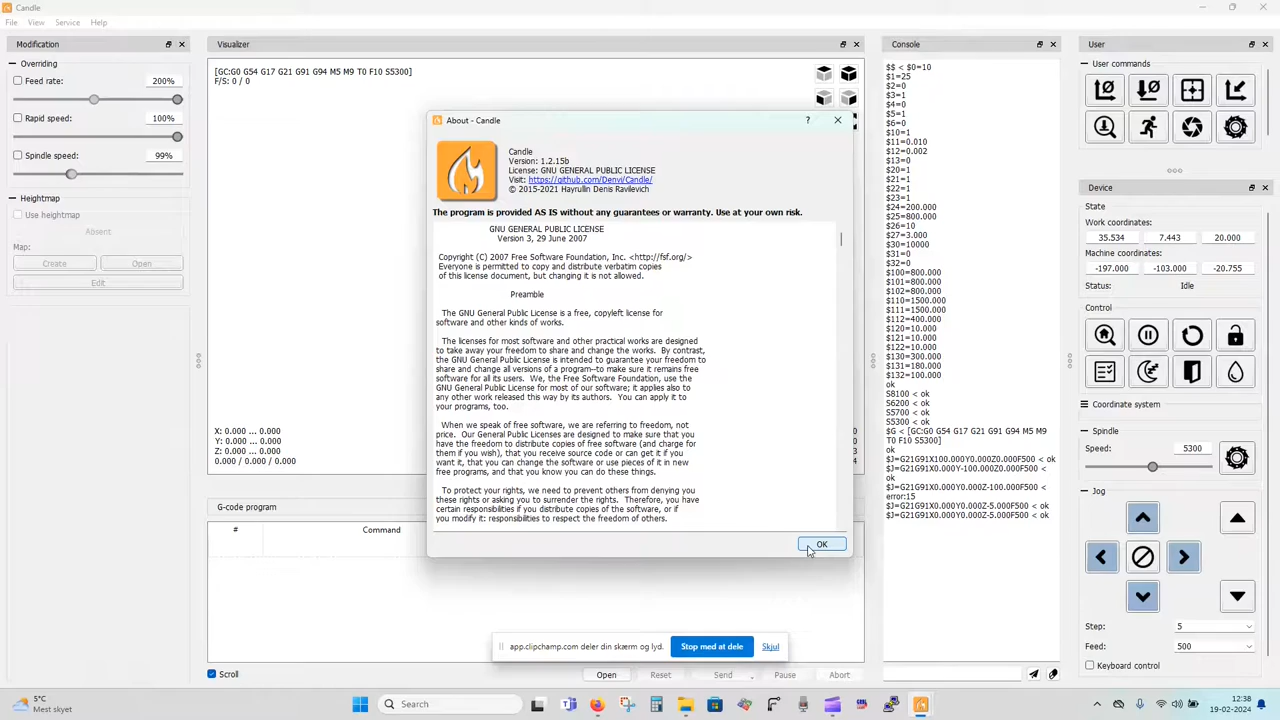 Candle
File View Service Help
Modification
Overriding
Feed rate: 200%
Rapid speed: 100%
Spindle speed: 99%
Heightmap
Use heightmap
Absent
Map:
Create Open
Edit
Visualizer
[GC:G0 G54 G17 G21 G91 G94 M5 M9 T0 F10 S5300]
F/S: 0 / 0
X: 0.000 ... 0.000
Y: 0.000 ... 0.000
Z: 0.000 ... 0.000
0.000 / 0.000 / 0.000
G-code program
# Command
Scroll
Open Reset Send Pause Abort
About - Candle
Candle
Version: 1.2.15b
License: GNU GENERAL PUBLIC LICENSE
Visit: https://github.com/Denvi/Candle/
© 2015-2021 Hayrullin Denis Ravilevich
The program is provided AS IS without any guarantees or warranty. Use at your own risk.
GNU GENERAL PUBLIC LICENSE
Version 3, 29 June 2007
Copyright (C) 2007 Free Software Foundation, Inc. <http://fsf.org/>
Everyone is permitted to copy and distribute verbatim copies
of this license document, but changing it is not allowed.
Preamble
The GNU General Public License is a free, copyleft license for
software and other kinds of works.
The licenses for most software and other practical works are designed
to take away your freedom to share and change the works. By contrast,
the GNU General Public License is intended to guarantee your freedom to
share and change all versions of a program--to make sure it remains free
software for all its users. We, the Free Software Foundation, use the
GNU General Public License for most of our software; it applies also to
any other work released this way by its authors. You can apply it to
your programs, too.
When we speak of free software, we are referring to freedom, not
price. Our General Public Licenses are designed to make sure that you
have the freedom to distribute copies of free software (and charge for
them if you wish), that you receive source code or can get it if you
want it, that you can change the software or use pieces of it in new
free programs, and that you know you can do these things.
To protect your rights, we need to prevent others from denying you
these rights or asking you to surrender the rights. Therefore, you have
certain responsibilities if you distribute copies of the software, or if
you modify it: responsibilities to respect the freedom of others.
OK
app.clipchamp.com deler din skærm og lyd. Stop med at dele Skjul
Console
$$ < $0=10
$1=25
$2=0
$3=1
$4=0
$5=1
$6=0
$10=1
$11=0.010
$12=0.002
$13=0
$20=1
$21=1
$22=1
$23=1
$24=200.000
$25=800.000
$26=10
$27=3.000
$30=10000
$31=0
$32=0
$100=800.000
$101=800.000
$102=800.000
$110=1500.000
$111=1500.000
$112=400.000
$120=10.000
$121=10.000
$122=10.000
$130=300.000
$131=180.000
$132=100.000
ok
S8100 < ok
S6200 < ok
S5700 < ok
S5300 < ok
$G < [GC:G0 G54 G17 G21 G91 G94 M5 M9
T0 F10 S5300]
ok
$J=G21G91X100.000Y0.000Z0.000F500 < ok
$J=G21G91X0.000Y-100.000Z0.000F500 <
ok
$J=G21G91X0.000Y0.000Z-100.000F500 <
error:15
$J=G21G91X0.000Y0.000Z-5.000F500 < ok
$J=G21G91X0.000Y0.000Z-5.000F500 < ok
User
User commands
Device
State
Work coordinates:
35.534 7.443 20.000
Machine coordinates:
-197.000 -103.000 -20.755
Status: Idle
Control
Coordinate system
Spindle
Speed: 5300
Jog
Step: 5
Feed: 500
Keyboard control
5°C
Mest skyet
Search
12:38
19-02-2024